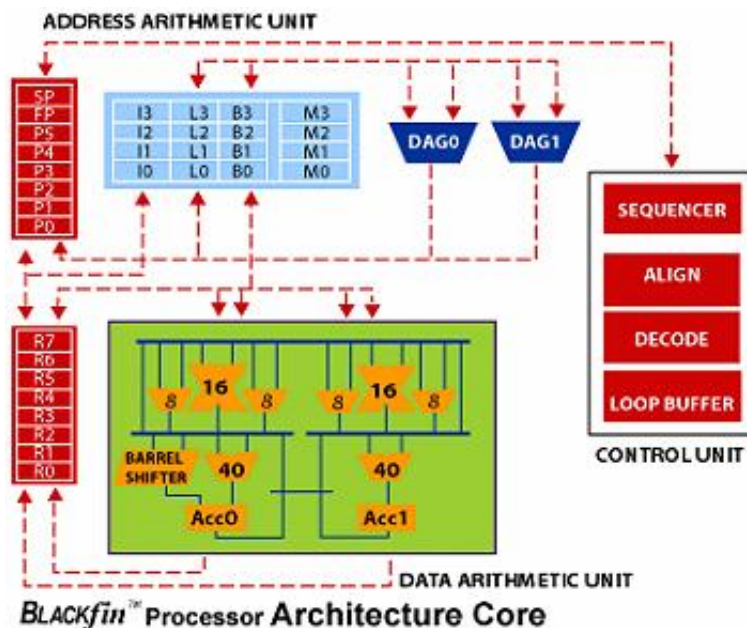 ADDRESS ARITHMETIC UNIT
SP
FP
P5
P4
P3
P2
P1
P0
I3 L3 B3 M3
I2 L2 B2 M2
I1 L1 B1 M1
I0 L0 B0 M0
DAG0 DAG1
SEQUENCER
ALIGN
DECODE
LOOP BUFFER
CONTROL UNIT
R7
R6
R5
R4
R3
R2
R1
R0
8 16 8 8 16 8
BARREL
SHIFTER
40 40
Acc0 Acc1
DATA ARITHMETIC UNIT
BLACKfin™ Processor Architecture Core